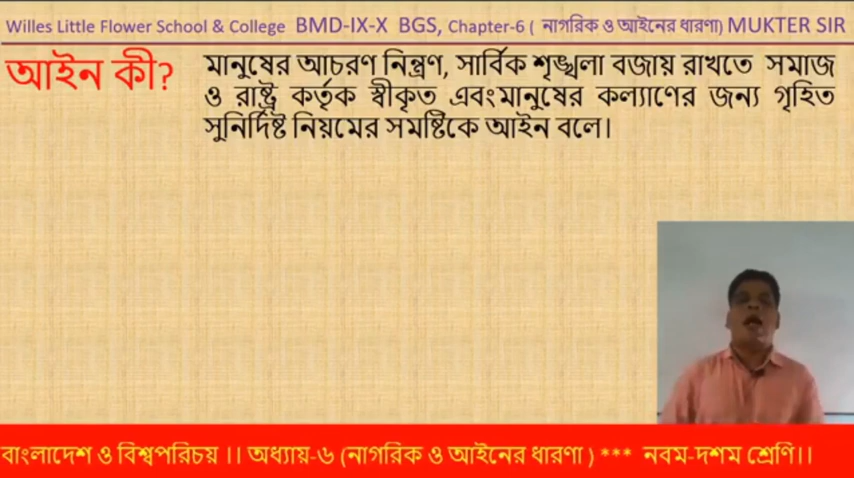 Willes Little Flower School & College BMD-IX-X BGS, Chapter-6 ( নাগরিক ও আইনের ধারণা) MUKTER SIR
আইন কী? মানুষের আচরণ নিন্ত্রণ, সার্বিক শৃঙ্খলা বজায় রাখতে সমাজ
ও রাষ্ট্র কর্তৃক স্বীকৃত এবংমানুষের কল্যাণের জন্য গৃহিত
সুনির্দিষ্ট নিয়মের সমষ্টিকে আইন বলে।
বাংলাদেশ ও বিশ্বপরিচয় ।। অধ্যায়-৬ (নাগরিক ও আইনের ধারণা ) *** নবম-দশম শ্রেণি।।